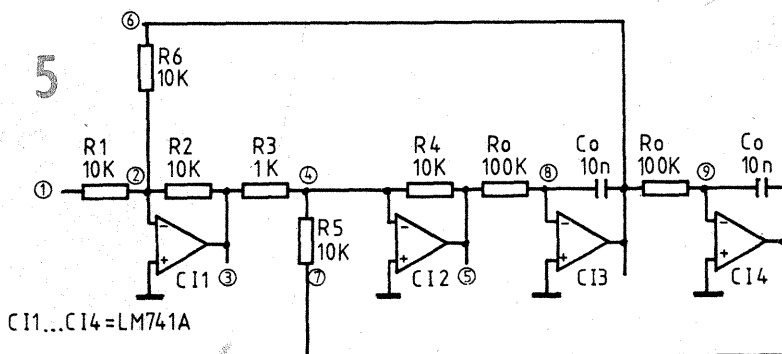 ⑥
5
R6
10K
R1
10K
②
R2
10K
R3
1K
④
R4
10K
Ro
100K
⑧
Co
10n
Ro
100K
⑨
Co
10n
①
R5
10K
CI1
③
⑦
CI2
⑤
CI3
CI4
- + - + - + - +
CI1...CI4=LM741A